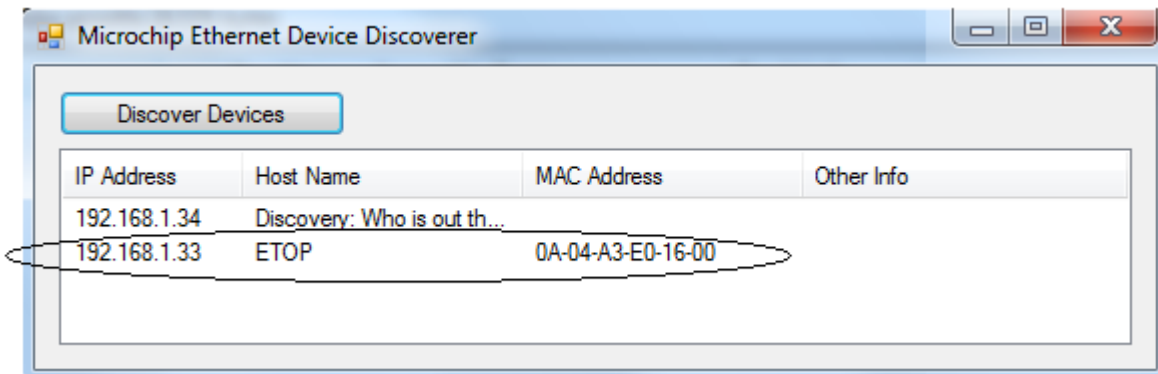 Microchip Ethernet Device Discoverer
Discover Devices
IP Address Host Name MAC Address Other Info
192.168.1.34 Discovery: Who is out th...
192.168.1.33 ETOP 0A-04-A3-E0-16-00